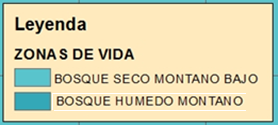 Leyenda
ZONAS DE VIDA
BOSQUE SECO MONTANO BAJO
BOSQUE HUMEDO MONTANO